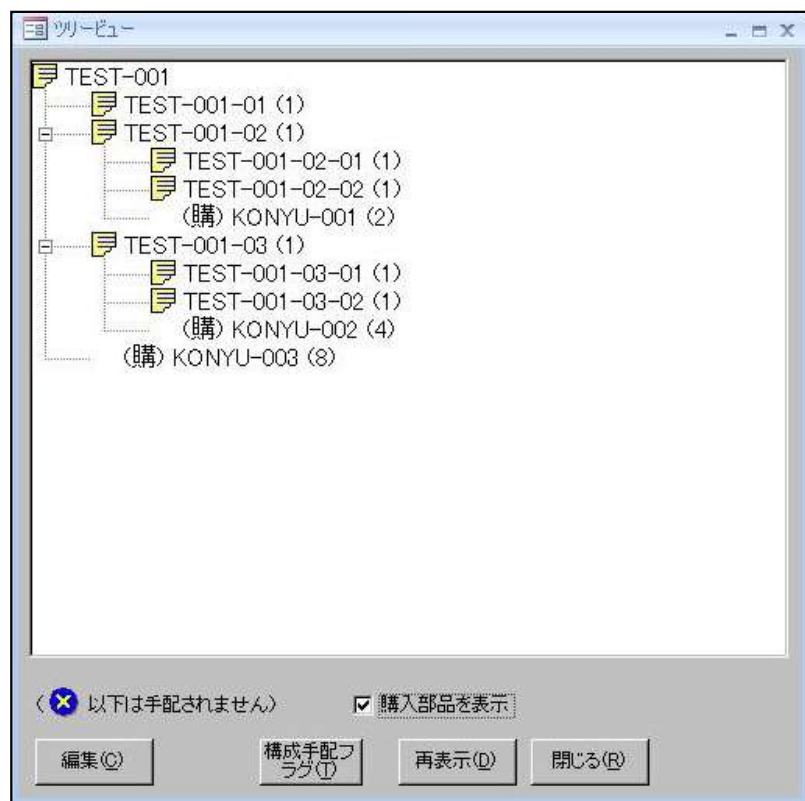 ツリービュー
TEST-001
TEST-001-01 (1)
TEST-001-02 (1)
TEST-001-02-01 (1)
TEST-001-02-02 (1)
(購) KONYU-001 (2)
TEST-001-03 (1)
TEST-001-03-01 (1)
TEST-001-03-02 (1)
(購) KONYU-002 (4)
(購) KONYU-003 (8)
( 以下は手配されません) 購入部品を表示
編集(C) 構成手配フラグ(T) 再表示(D) 閉じる(R)